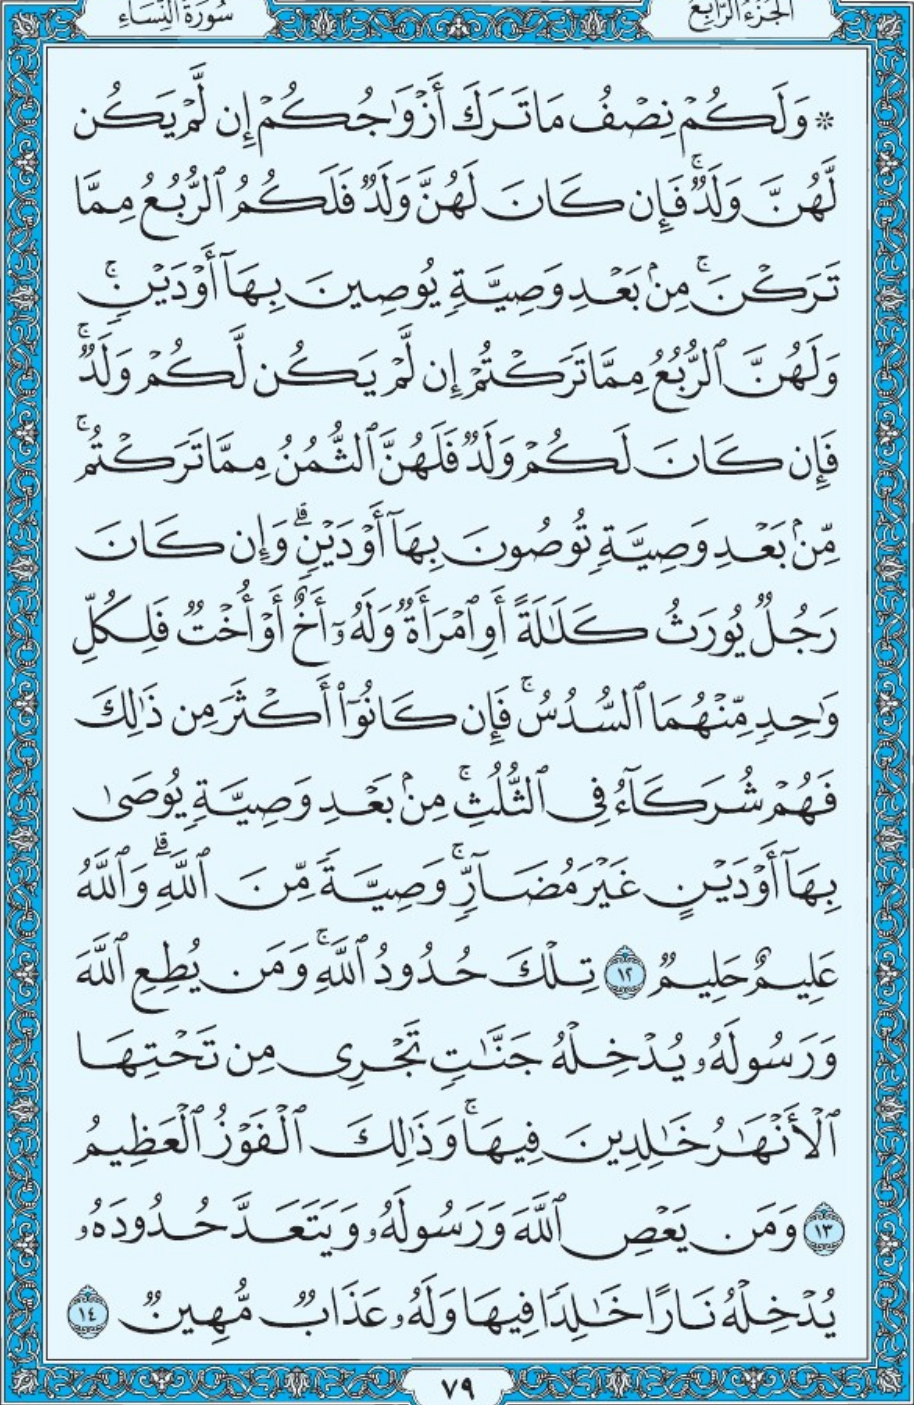 الجزء الرابع
سورة النساء
۞ وَلَكُمْ نِصْفُ مَا تَرَكَ أَزْوَٰجُكُمْ إِن لَّمْ يَكُن
لَّهُنَّ وَلَدٌ ۚ فَإِن كَانَ لَهُنَّ وَلَدٌ فَلَكُمُ ٱلرُّبُعُ مِمَّا
تَرَكْنَ ۚ مِنۢ بَعْدِ وَصِيَّةٍ يُوصِينَ بِهَآ أَوْ دَيْنٍ ۚ
وَلَهُنَّ ٱلرُّبُعُ مِمَّا تَرَكْتُمْ إِن لَّمْ يَكُن لَّكُمْ وَلَدٌ ۚ
فَإِن كَانَ لَكُمْ وَلَدٌ فَلَهُنَّ ٱلثُّمُنُ مِمَّا تَرَكْتُم ۚ
مِّنۢ بَعْدِ وَصِيَّةٍ تُوصُونَ بِهَآ أَوْ دَيْنٍ ۗ وَإِن كَانَ
رَجُلٌ يُورَثُ كَلَٰلَةً أَوِ ٱمْرَأَةٌ وَلَهُۥٓ أَخٌ أَوْ أُخْتٌ فَلِكُلِّ
وَٰحِدٍ مِّنْهُمَا ٱلسُّدُسُ ۚ فَإِن كَانُوٓا۟ أَكْثَرَ مِن ذَٰلِكَ
فَهُمْ شُرَكَآءُ فِى ٱلثُّلُثِ ۚ مِنۢ بَعْدِ وَصِيَّةٍ يُوصَىٰ
بِهَآ أَوْ دَيْنٍ غَيْرَ مُضَآرٍّ ۚ وَصِيَّةً مِّنَ ٱللَّهِ ۗ وَٱللَّهُ
عَلِيمٌ حَلِيمٌ ١٢ تِلْكَ حُدُودُ ٱللَّهِ ۚ وَمَن يُطِعِ ٱللَّهَ
وَرَسُولَهُۥ يُدْخِلْهُ جَنَّٰتٍ تَجْرِى مِن تَحْتِهَا
ٱلْأَنْهَٰرُ خَٰلِدِينَ فِيهَا ۚ وَذَٰلِكَ ٱلْفَوْزُ ٱلْعَظِيمُ
١٣ وَمَن يَعْصِ ٱللَّهَ وَرَسُولَهُۥ وَيَتَعَدَّ حُدُودَهُۥ
يُدْخِلْهُ نَارًا خَٰلِدًا فِيهَا وَلَهُۥ عَذَابٌ مُّهِينٌ ١٤
٧٩